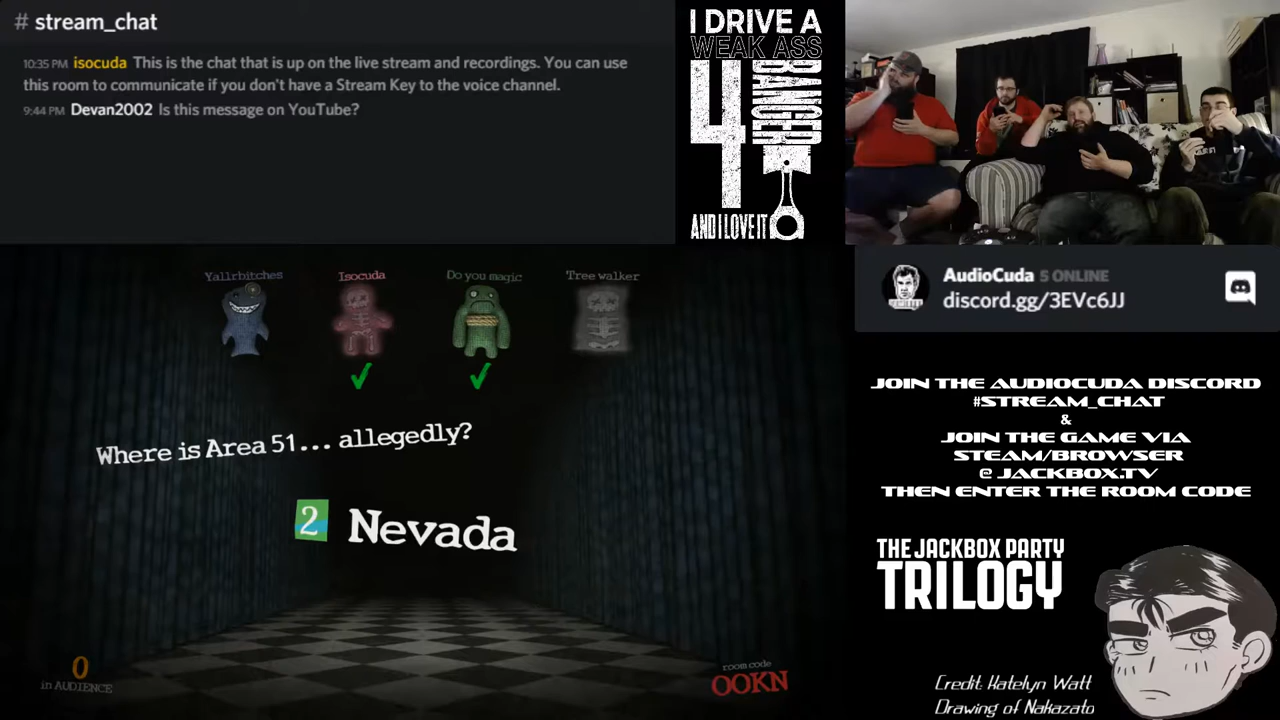 # stream_chat
10:35 PM isocuda This is the chat that is up on the live stream and recordings. You can use
this room to communicate if you don't have a Stream Key to the voice channel.
9:44 PM Devan2002 Is this message on YouTube?
I DRIVE A
WEAK ASS
4 BANGER
AND I LOVE IT
Yallrbitches
Isocuda
Do you magic
Tree walker
Where is Area 51... allegedly?
2 Nevada
0
in AUDIENCE
room code
OOKN
AudioCuda 5 ONLINE
discord.gg/3EVc6JJ
JOIN THE AUDIOCUDA DISCORD
#STREAM_CHAT
&
JOIN THE GAME VIA
STEAM/BROWSER
@ JACKBOX.TV
THEN ENTER THE ROOM CODE
THE JACKBOX PARTY
TRILOGY
Credit: Katelyn Watt
Drawing of Nakazato